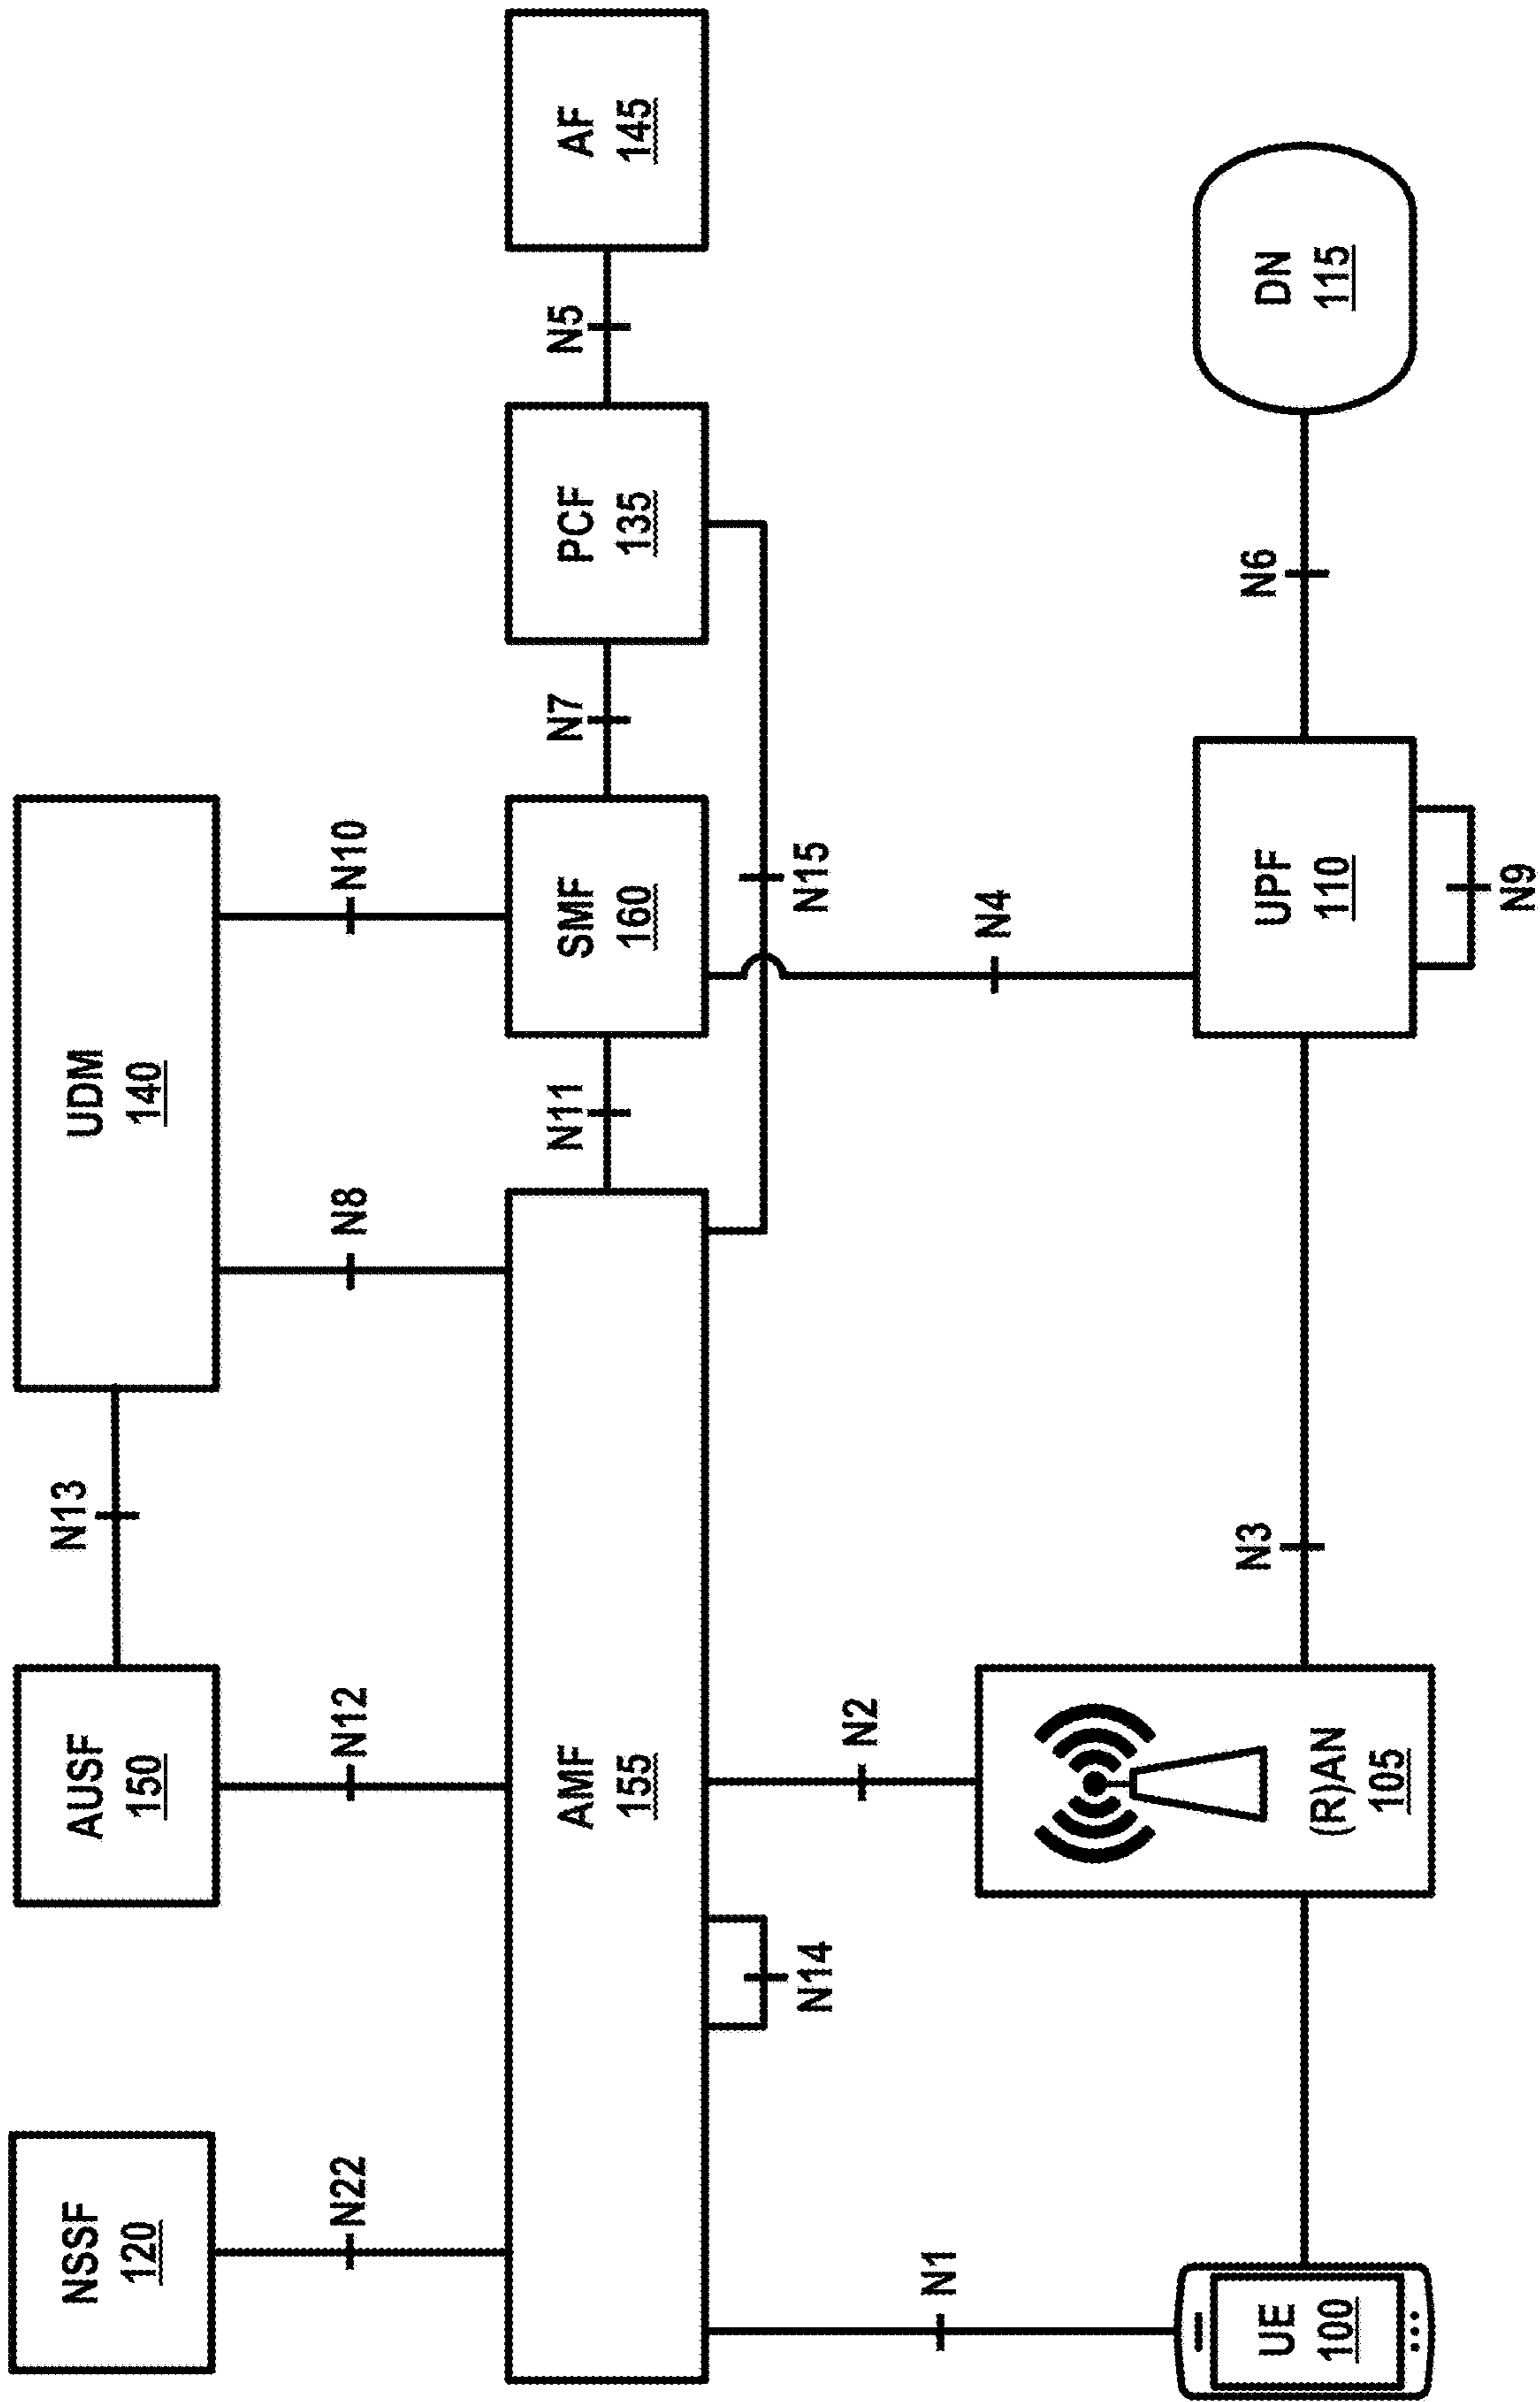 NSSF
120
AUSF
150
N13
UDM
140
N22
N12
N8
N10
AMF
155
N11
SMF
160
N7
PCF
135
N5
AF
145
N14
N15
N1
N2
N4
UE
100
(R)AN
105
N3
UPF
110
N6
DN
115
N9